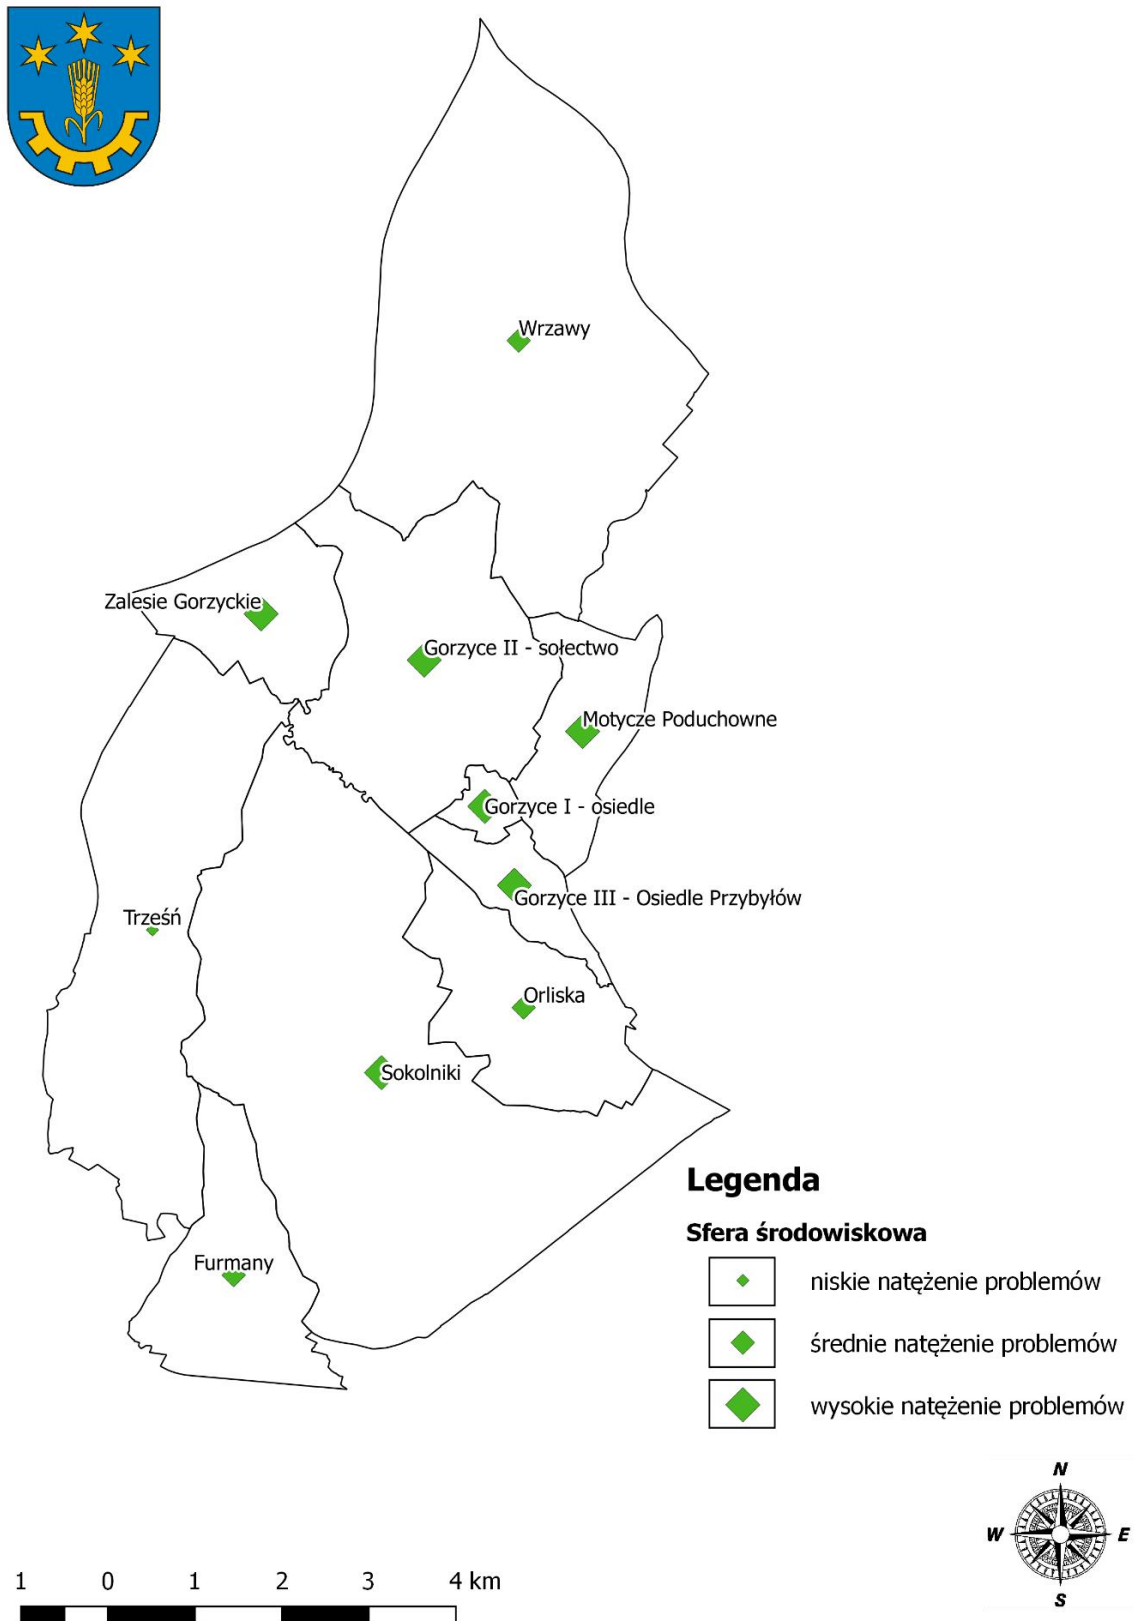 Wrzawy
Zalesie Gorzyckie
Gorzyce II - sołectwo
Motycze Poduchowne
Gorzyce I - osiedle
Gorzyce III - Osiedle Przybyłów
Trześń
Orliska
Sokolniki
Furmany
Legenda
Sfera środowiskowa
niskie natężenie problemów
średnie natężenie problemów
wysokie natężenie problemów
N
W E
S
1 0 1 2 3 4 km